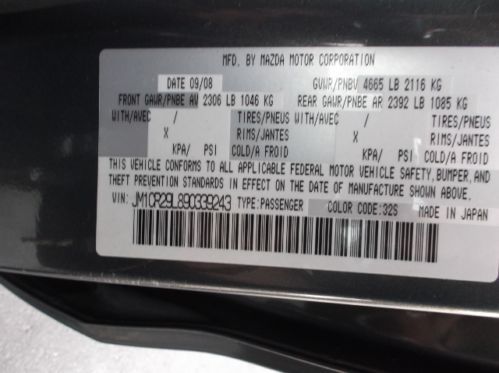 MFD. BY MAZDA MOTOR CORPORATION
DATE 09/08 GVWR/PNBV 4665 LB 2116 KG
FRONT GAWR/PNBE AV 2306 LB 1046 KG REAR GAWR/PNBE AR 2392 LB 1085 KG
WITH/AVEC / TIRES/PNEUS WITH/AVEC / TIRES/PNEUS
X RIMS/JANTES X RIMS/JANTES
KPA/ PSI COLD/A FROID KPA/ PSI COLD/A FROID
THIS VEHICLE CONFORMS TO ALL APPLICABLE FEDERAL MOTOR VEHICLE SAFETY, BUMPER, AND
THEFT PREVENTION STANDARDS IN EFFECT ON THE DATE OF MANUFACTURE SHOWN ABOVE.
VIN: JM1CR29L890339243 TYPE:PASSENGER COLOR CODE:32S MADE IN JAPAN